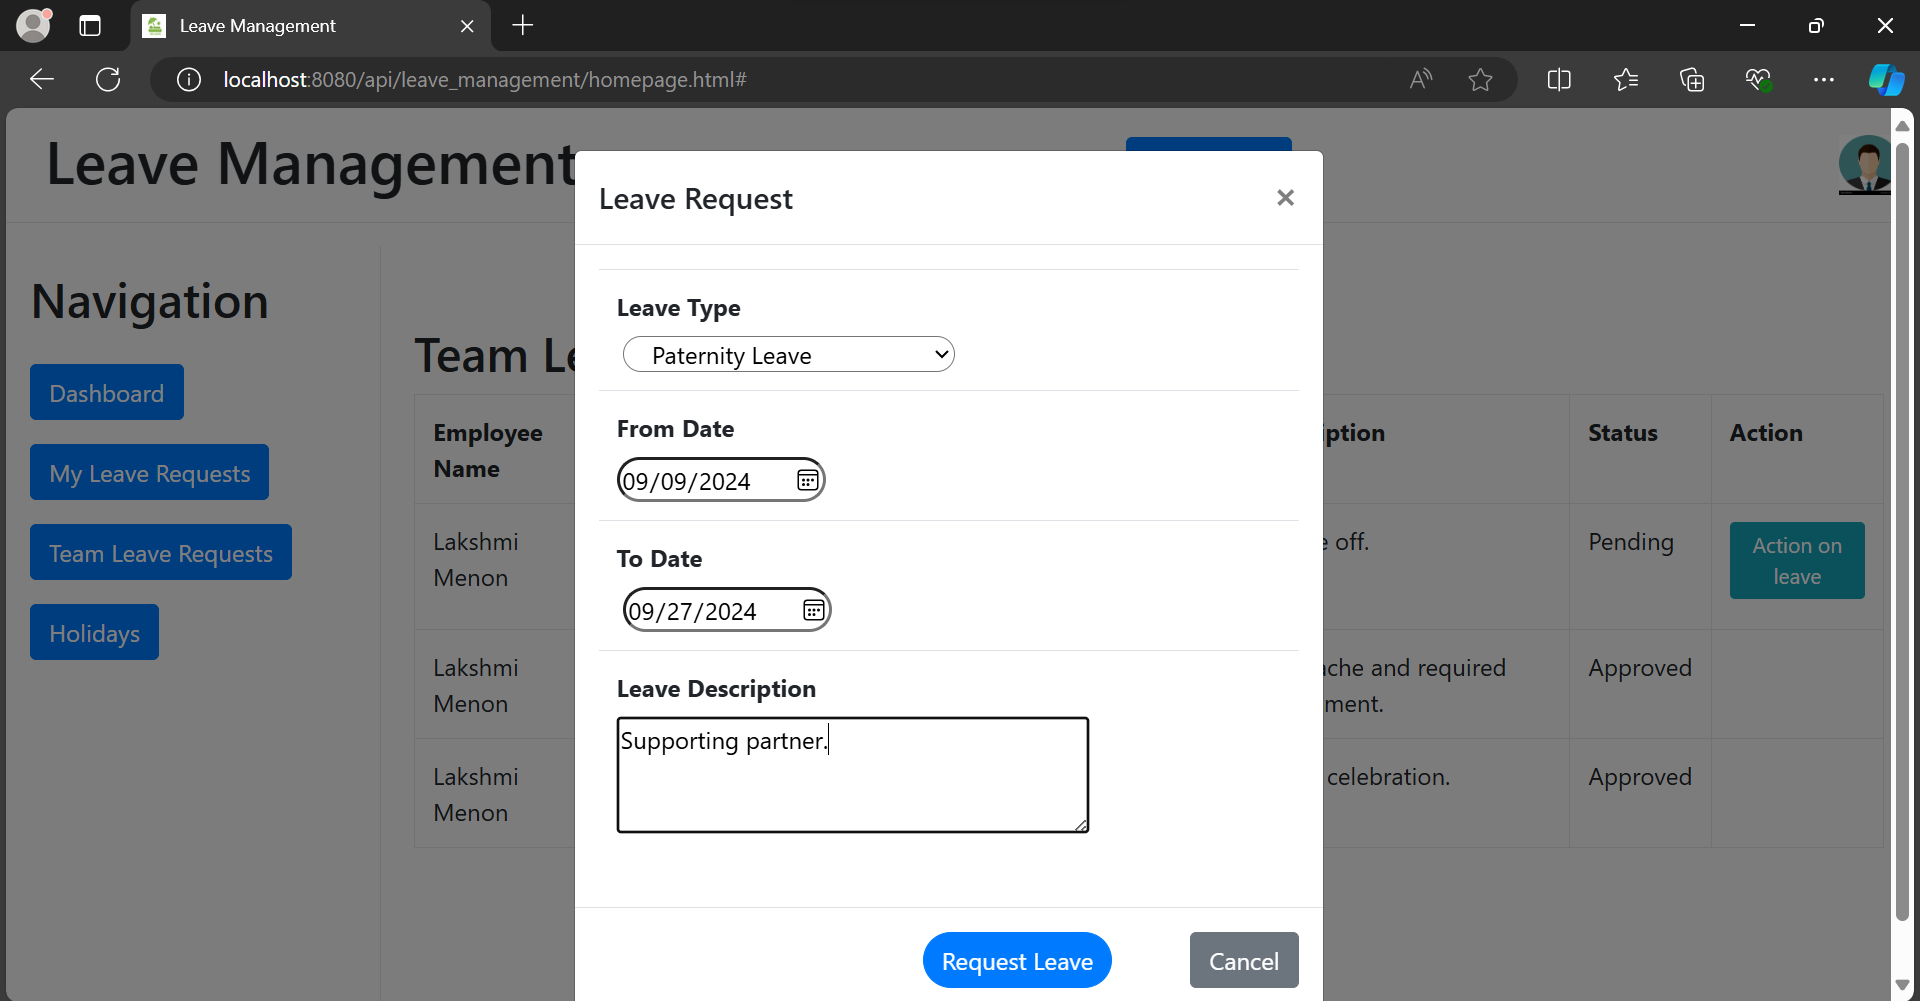 Leave Management
localhost:8080/api/leave_management/homepage.html#
Leave Management
Leave Request
×
Navigation
Dashboard
My Leave Requests
Team Leave Requests
Holidays
Team Le
Employee
Name
iption
Status
Action
Lakshmi
Menon
e off.
Pending
Action on
leave
Lakshmi
Menon
ache and required
ment.
Approved
Lakshmi
Menon
celebration.
Approved
Leave Type
Paternity Leave
From Date
09/09/2024
To Date
09/27/2024
Leave Description
Supporting partner.
Request Leave
Cancel